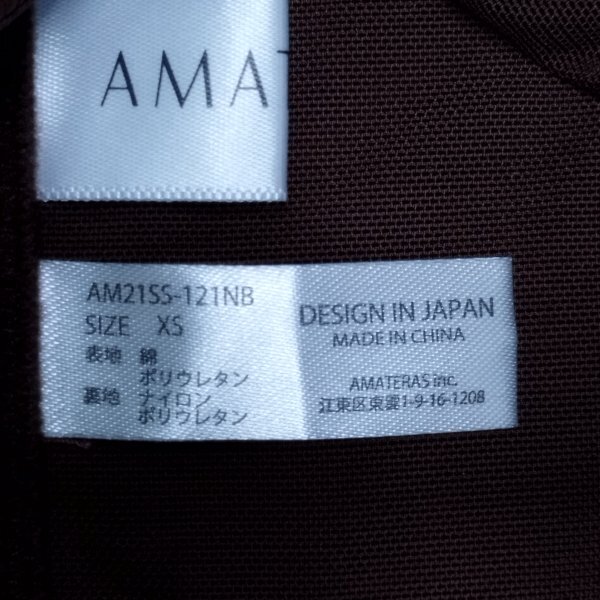 AMA
AM21SS-121NB
SIZE XS
表地 綿
ポリウレタン
裏地 ナイロン
ポリウレタン
DESIGN IN JAPAN
MADE IN CHINA
AMATERAS inc.
江東区東雲1-9-16-1208